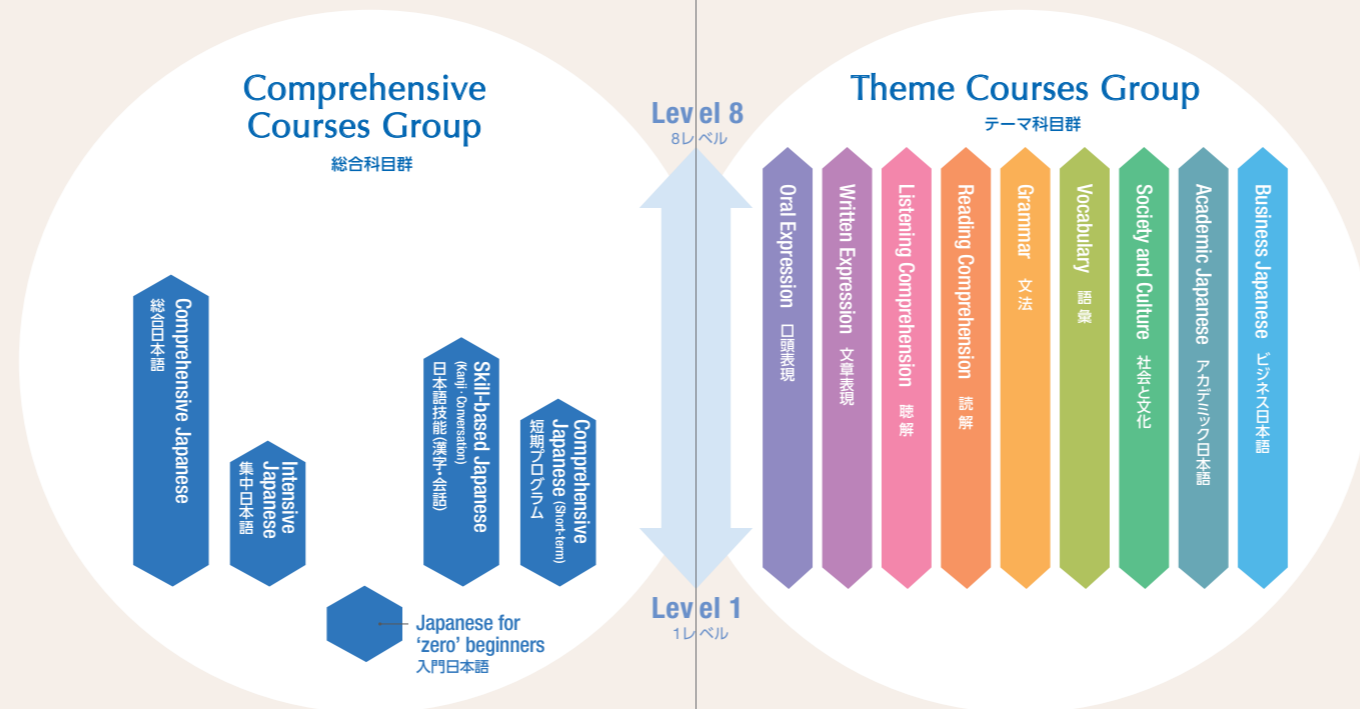 Comprehensive
Courses Group
総合科目群
Comprehensive Japanese
総合日本語
Intensive
Japanese
集中日本語
Japanese for
‘zero’ beginners
入門日本語
Skill-based Japanese
(Kanji・Conversation)
日本語技能(漢字・会話)
Comprehensive
Japanese (Short-term)
短期プログラム
Level 8
8レベル
Level 1
1レベル
Theme Courses Group
テーマ科目群
Oral Expression 口頭表現
Written Expression 文章表現
Listening Comprehension 聴解
Reading Comprehension 読解
Grammar 文法
Vocabulary 語彙
Society and Culture 社会と文化
Academic Japanese アカデミック日本語
Business Japanese ビジネス日本語